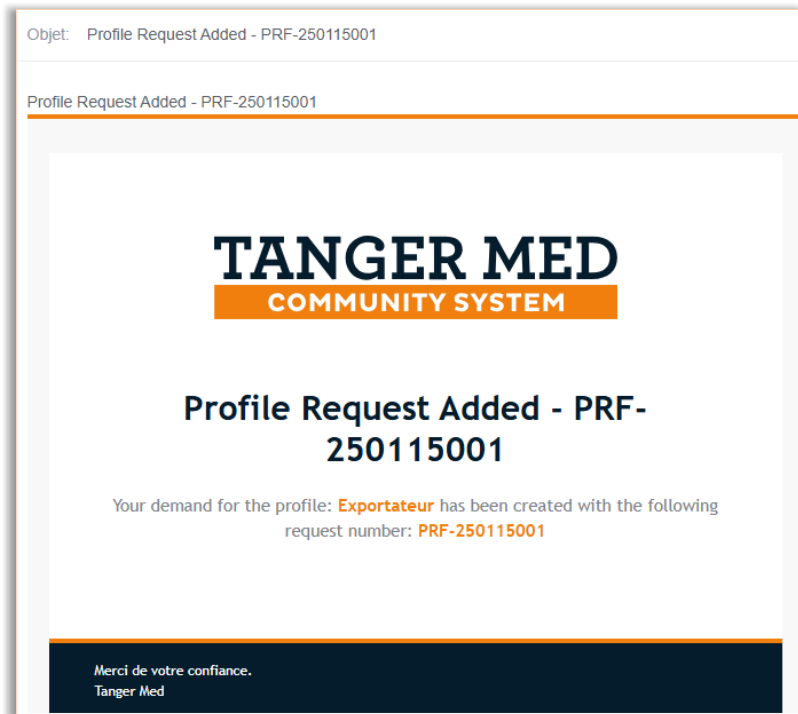 Objet: Profile Request Added - PRF-250115001
Profile Request Added - PRF-250115001
TANGER MED
COMMUNITY SYSTEM
Profile Request Added - PRF-
250115001
Your demand for the profile: Exportateur has been created with the following
request number: PRF-250115001
Merci de votre confiance.
Tanger Med